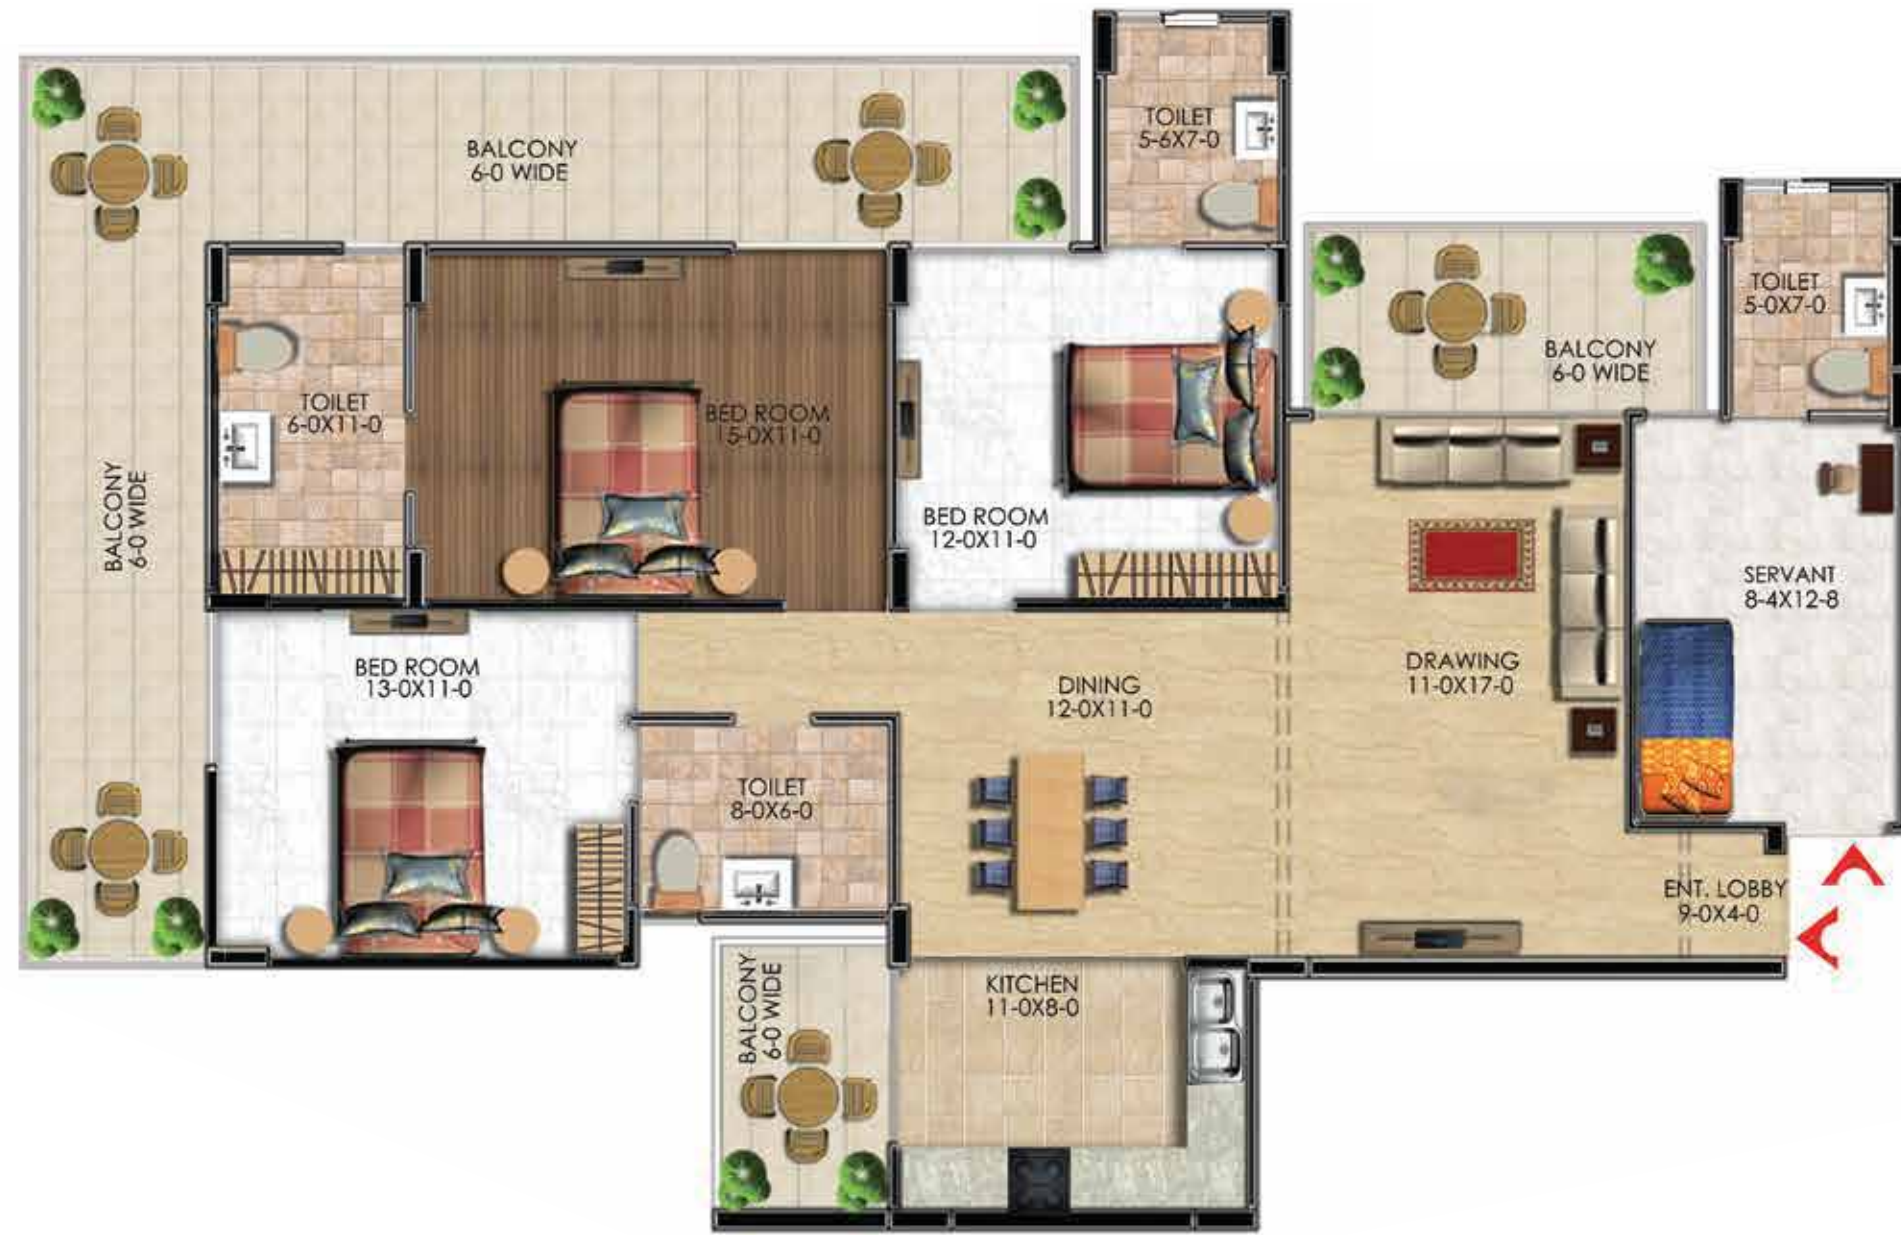 TOILET
5-6X7-0
BALCONY
6-0 WIDE
TOILET
5-0X7-0
BALCONY
6-0 WIDE
TOILET
6-0X11-0
BED ROOM
15-0X11-0
BED ROOM
12-0X11-0
BALCONY
6-0 WIDE
SERVANT
8-4X12-8
BED ROOM
13-0X11-0
DINING
12-0X11-0
DRAWING
11-0X17-0
TOILET
8-0X6-0
ENT. LOBBY
9-0X4-0
BALCONY
6-0 WIDE
KITCHEN
11-0X8-0